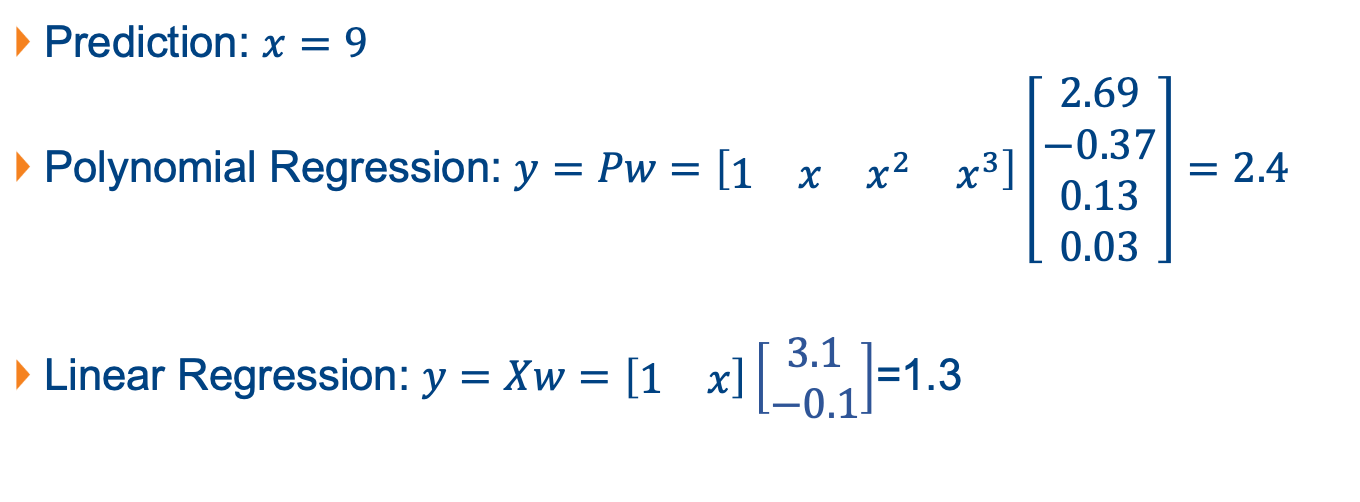 Prediction: x = 9
Polynomial Regression: y = Pw = [1 x x² x³] [2.69 −0.37 0.13 0.03] = 2.4
Linear Regression: y = Xw = [1 x] [3.1 −0.1]=1.3